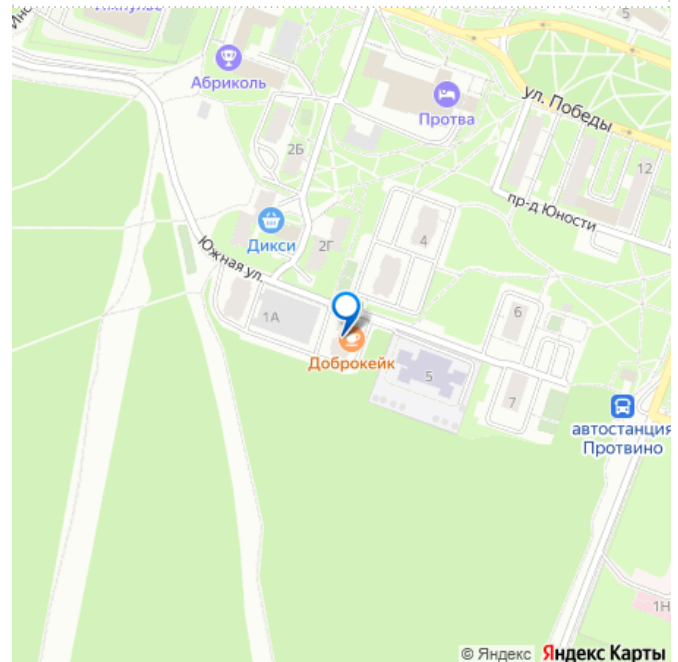 5
Абриколь
Протва
ул. Победы
2Б
12
пр-д Юности
Дикси
2Г
4
Южная ул.
1А
6
Доброкейк
5
7
автостанция
Протвино
1Н
© Яндекс Яндекс Карты